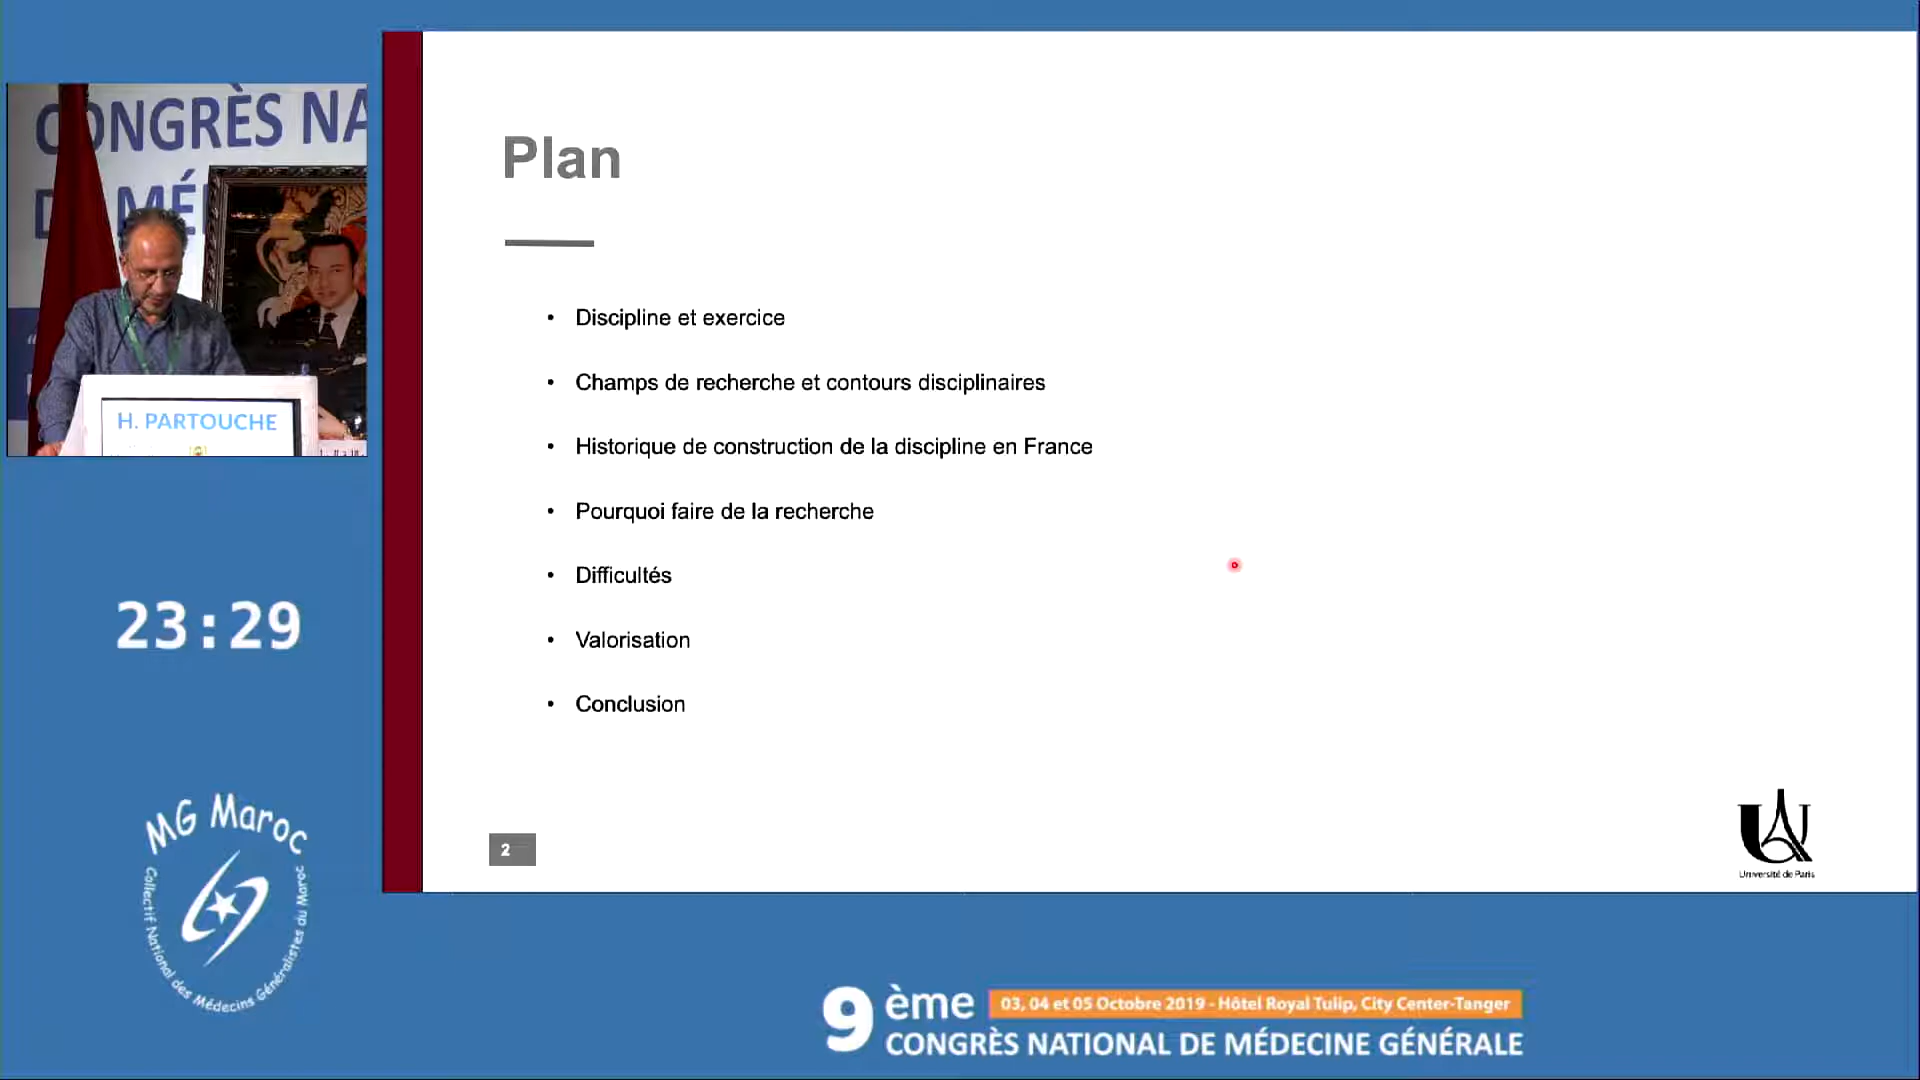 CONGRÈS NA
DE MÉ
H. PARTOUCHE
23:29
MG Maroc
Collectif National des Médecins Généralistes du Maroc
Plan
• Discipline et exercice
• Champs de recherche et contours disciplinaires
• Historique de construction de la discipline en France
• Pourquoi faire de la recherche
• Difficultés
• Valorisation
• Conclusion
2
Université de Paris
9ème
03, 04 et 05 Octobre 2019 - Hôtel Royal Tulip, City Center-Tanger
CONGRÈS NATIONAL DE MÉDECINE GÉNÉRALE